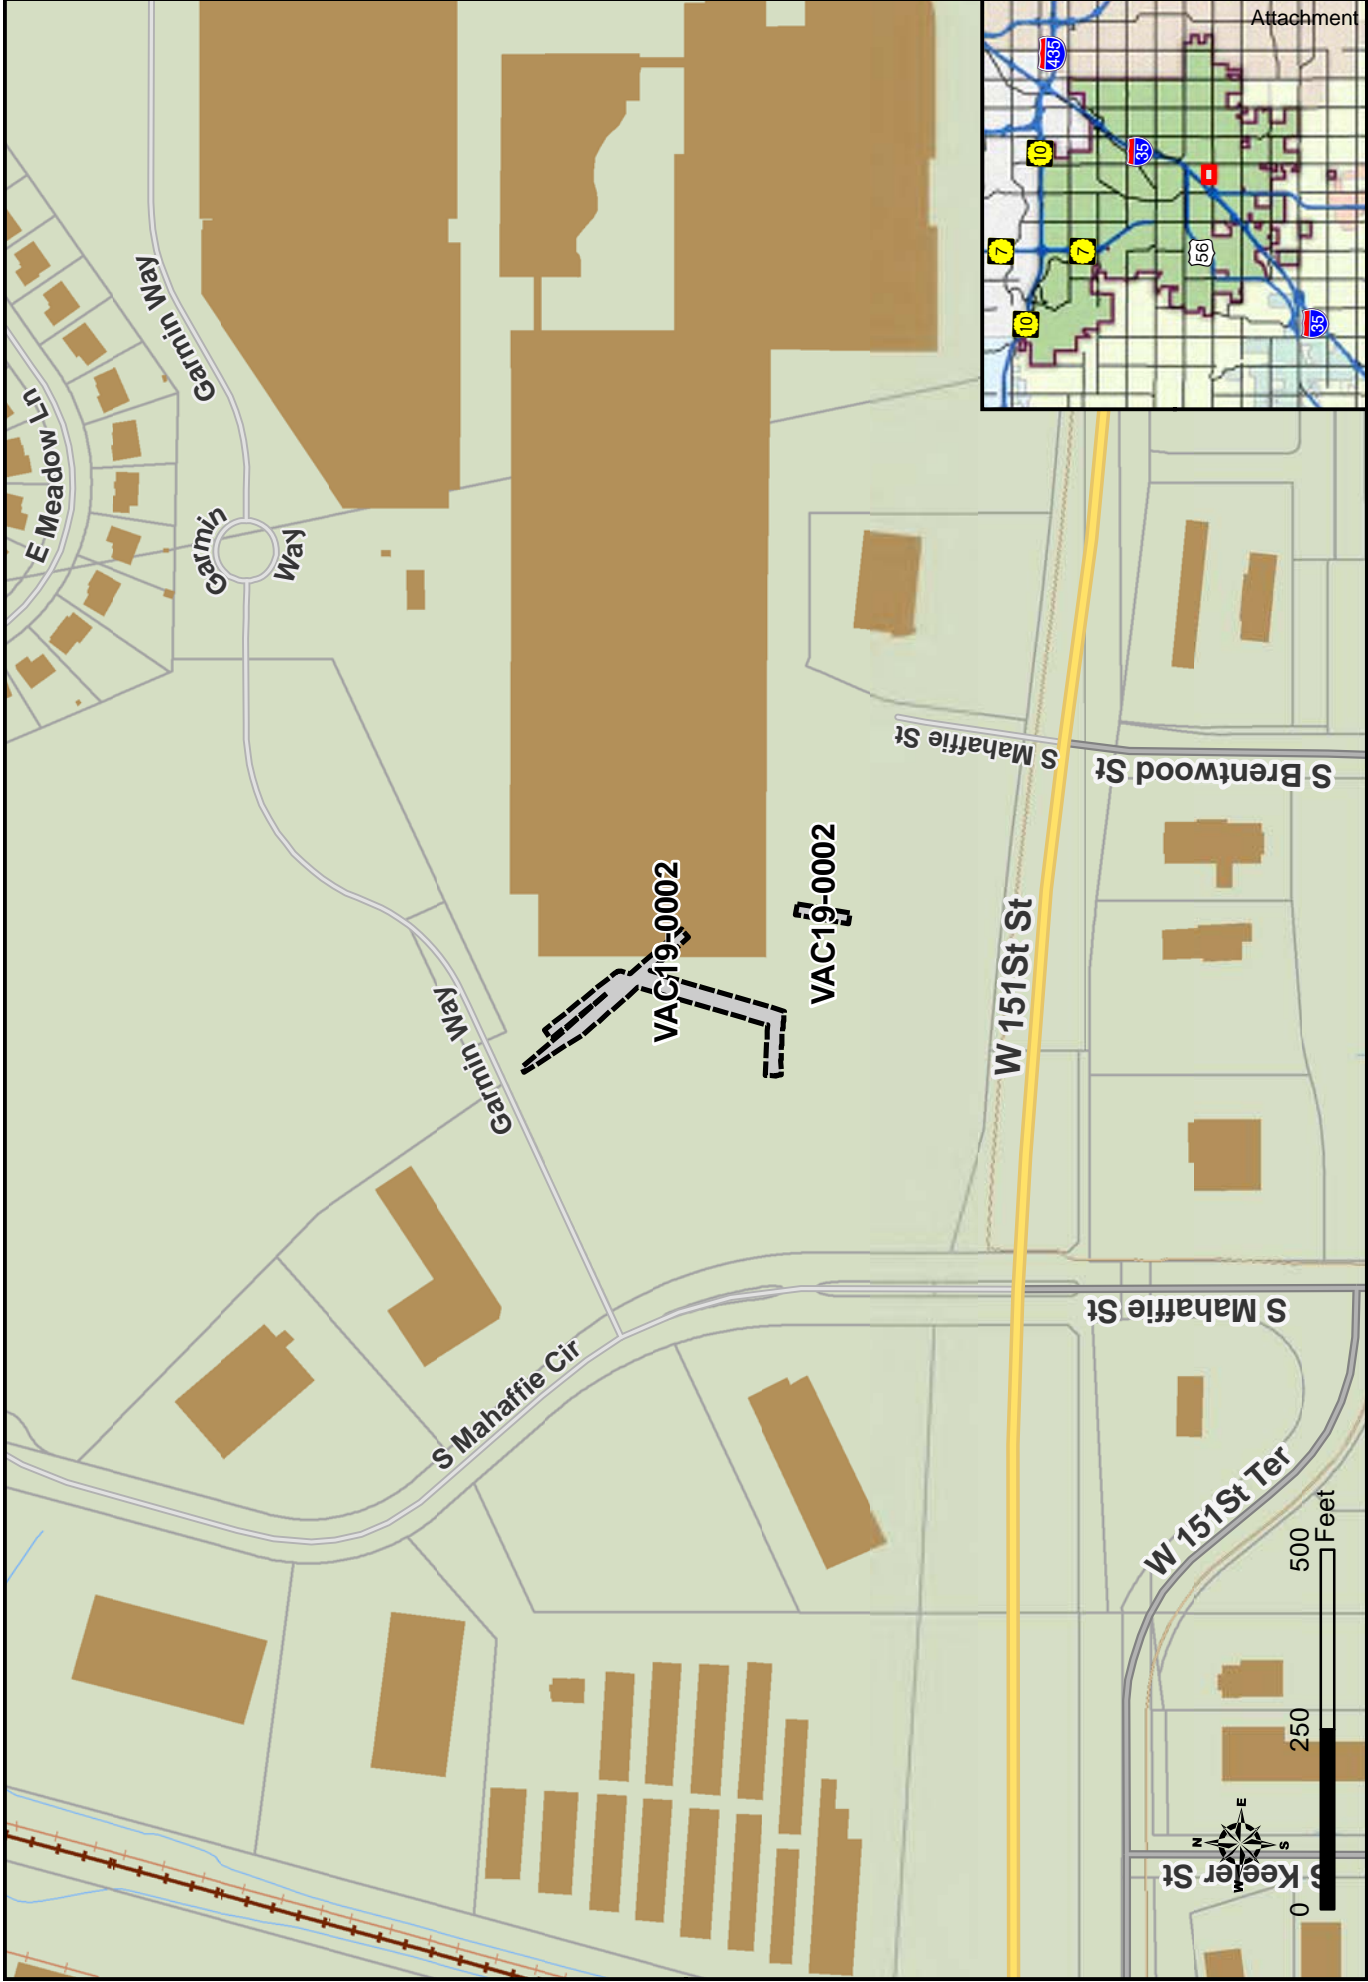 Attachment
435
10
35
7
7
56
10
35
E Meadow Ln
Garmin Way
Garmin
Way
Garmin Way
VAC19-0002
VAC19-0002
S Mahaffie St
S Brentwood St
W 151St St
S Mahaffie Cir
S Mahaffie St
W 151St Ter
S Keeler St
N
E
S
W
0
250
500
Feet